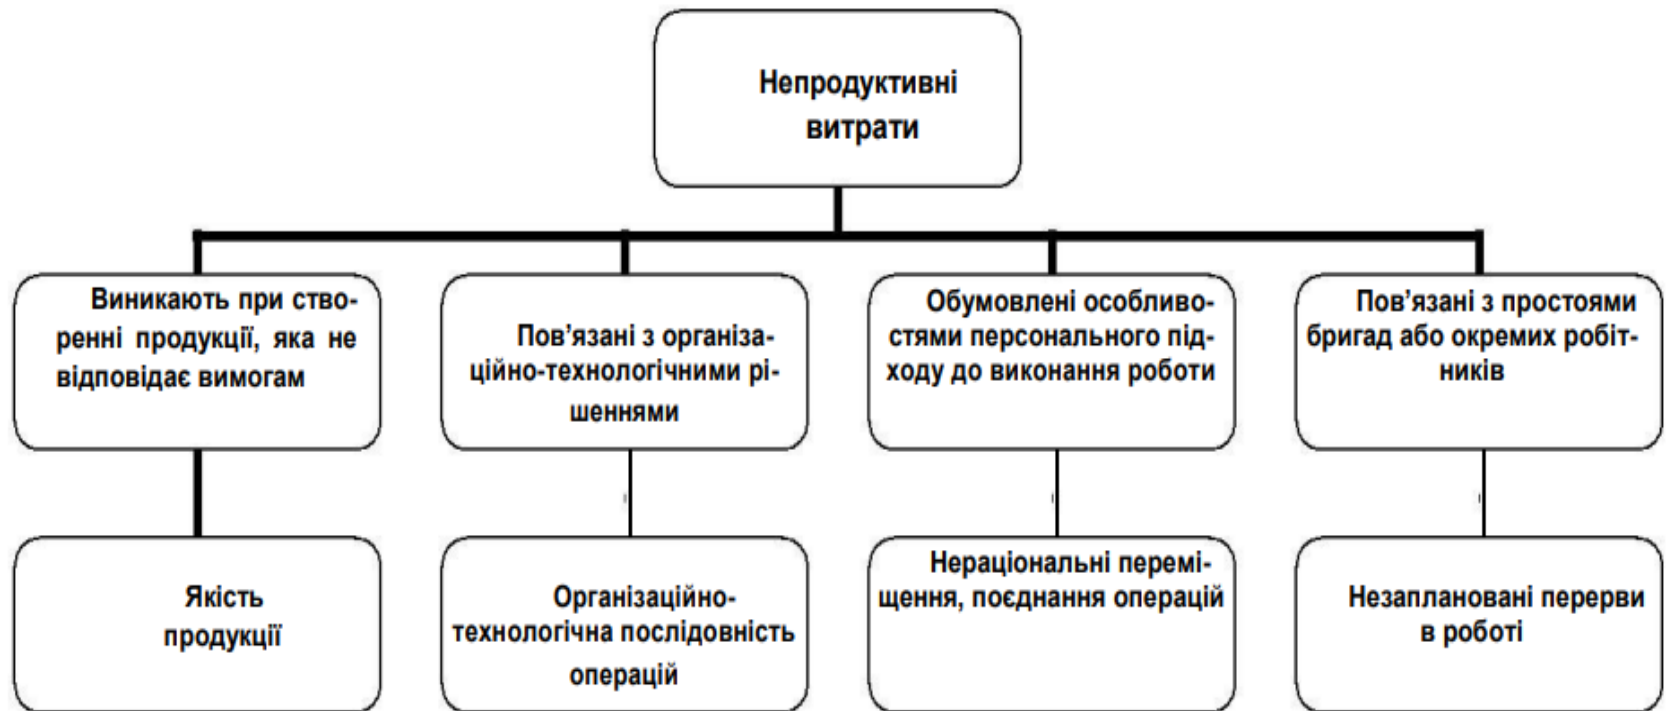 Непродуктивні
витрати
Виникають при ство-
ренні продукції, яка не
відповідає вимогам
Пов’язані з організа-
ційно-технологічними рі-
шеннями
Обумовлені особливо-
стями персонального під-
ходу до виконання роботи
Пов’язані з простоями
бригад або окремих робіт-
ників
Якість
продукції
Організаційно-
технологічна послідовність
операцій
Нераціональні перемі-
щення, поєднання операцій
Незаплановані перерви
в роботі